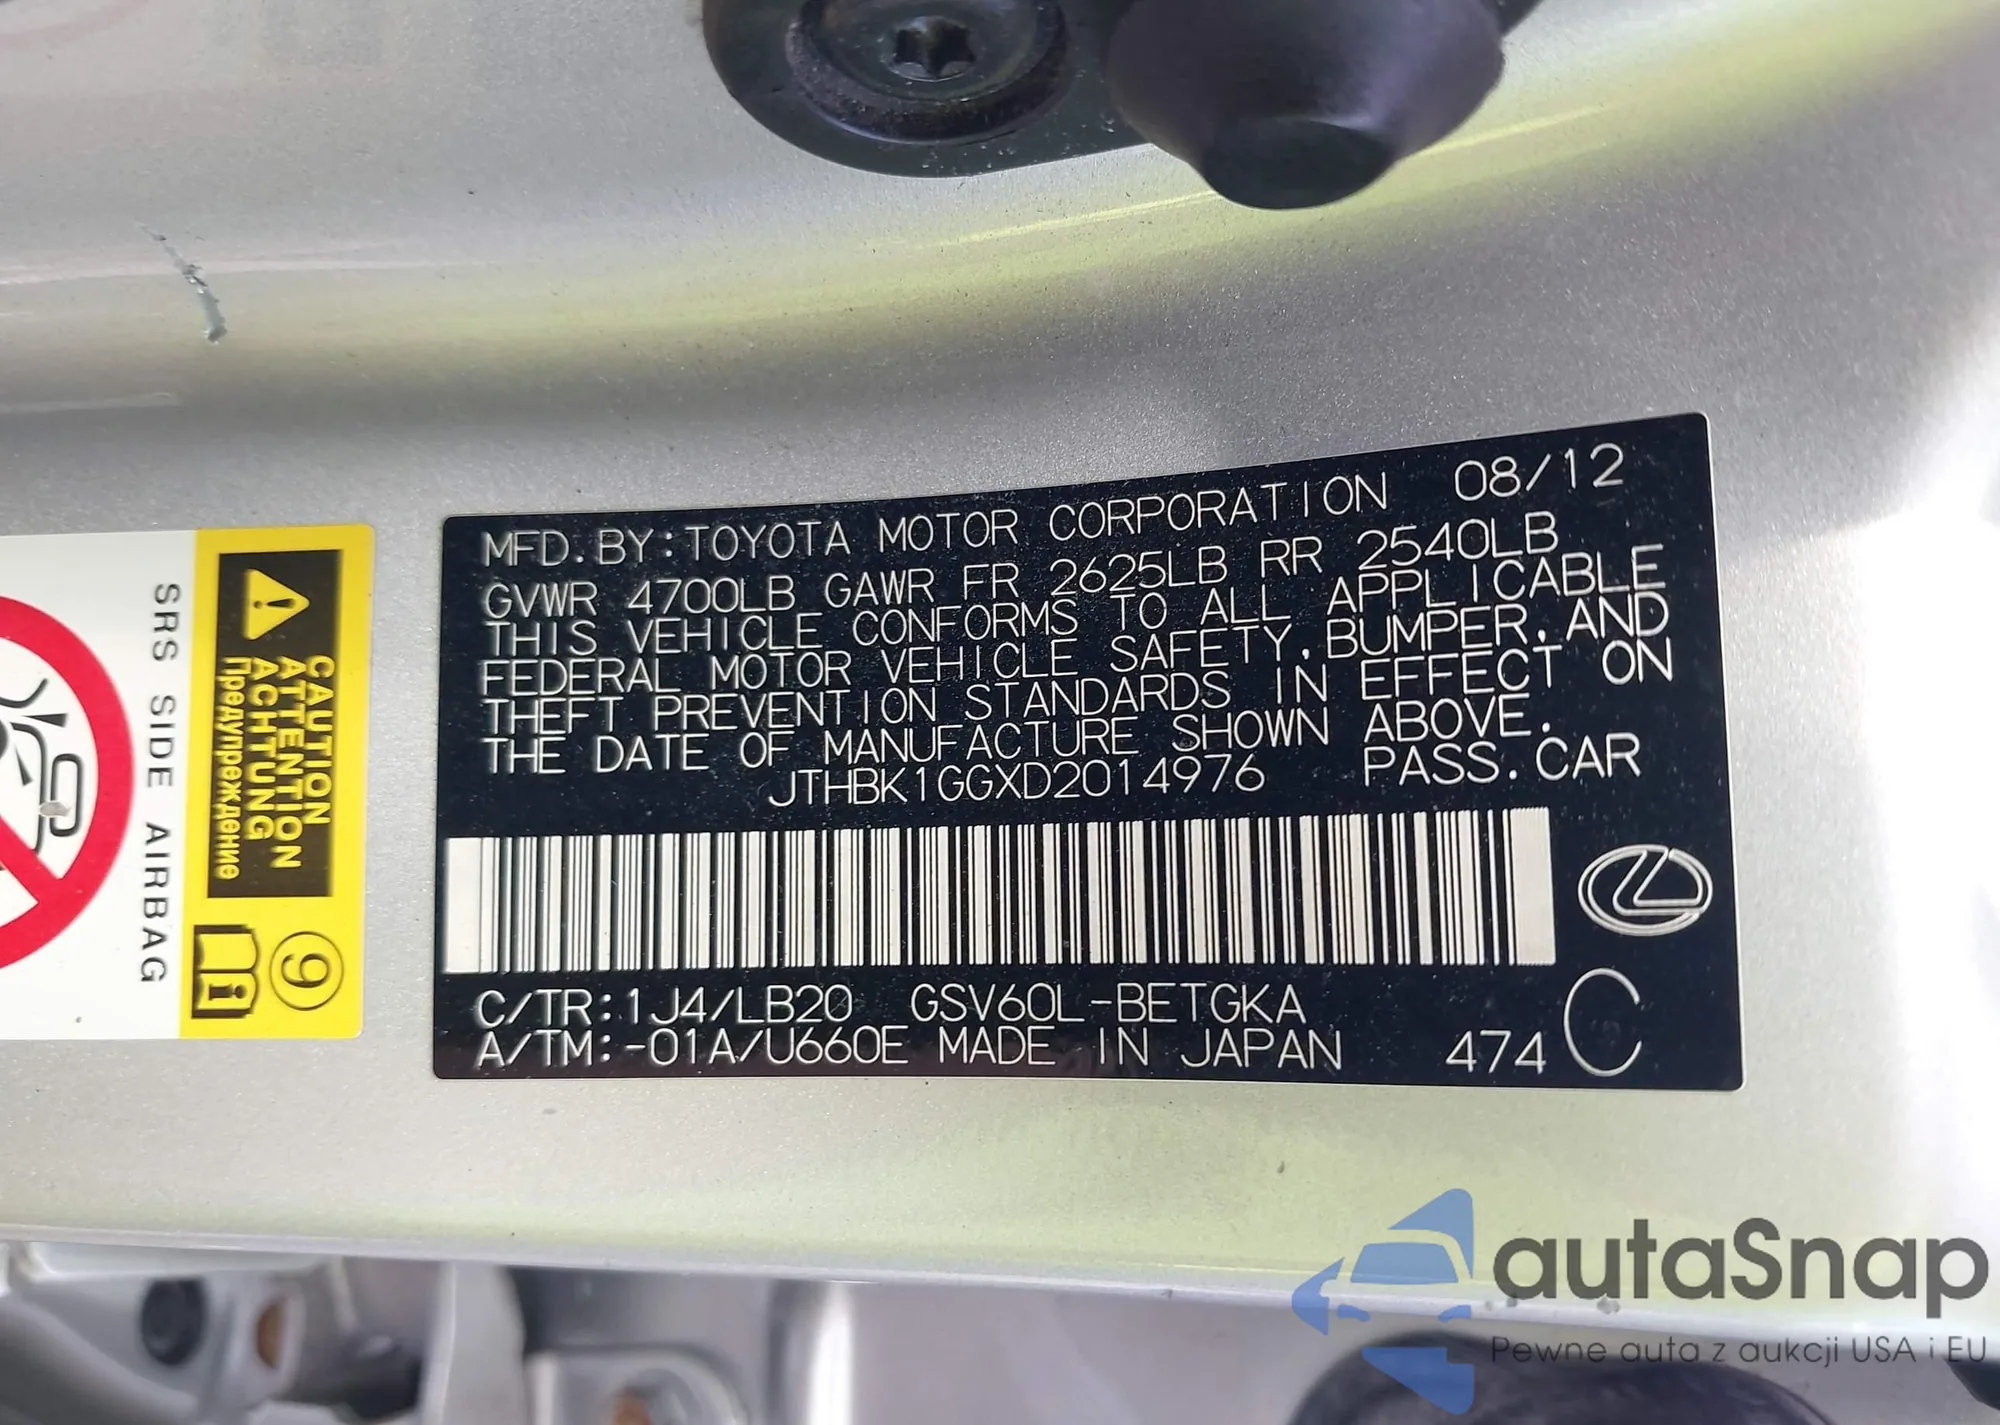 MFD. BY: TOYOTA MOTOR CORPORATION 08/12
GVWR 4700LB GAWR FR 2625LB RR 2540LB
THIS VEHICLE CONFORMS TO ALL APPLICABLE
FEDERAL MOTOR VEHICLE SAFETY, BUMPER, AND
THEFT PREVENTION STANDARDS IN EFFECT ON
THE DATE OF MANUFACTURE SHOWN ABOVE.
JTHBK1GGXD2014976 PASS. CAR
C/TR: 1J4/LB20 GSV60L-BETGKA
A/TM: -01A/U660E MADE IN JAPAN 474 C
CAUTION
ATTENTION
ACHTUNG
Предупреждение
9
SRS SIDE AIRBAG
autaSnap
Pewne auta z aukcji USA i EU